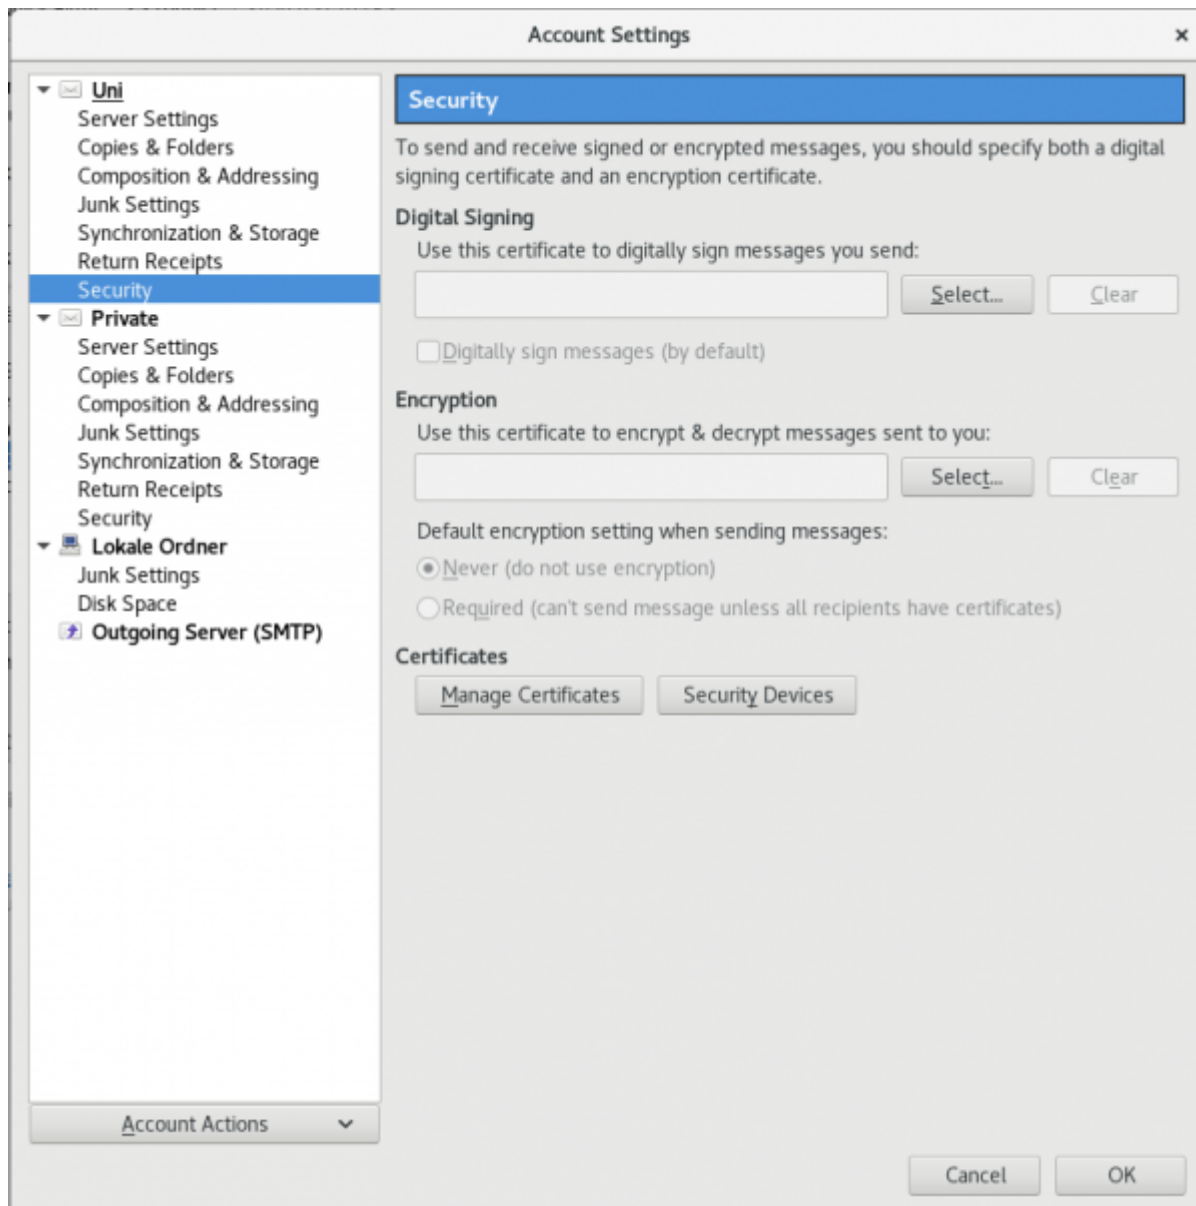 Account Settings
Uni
Server Settings
Copies & Folders
Composition & Addressing
Junk Settings
Synchronization & Storage
Return Receipts
Security
Private
Server Settings
Copies & Folders
Composition & Addressing
Junk Settings
Synchronization & Storage
Return Receipts
Security
Lokale Ordner
Junk Settings
Disk Space
Outgoing Server (SMTP)
Account Actions
Security
To send and receive signed or encrypted messages, you should specify both a digital
signing certificate and an encryption certificate.
Digital Signing
Use this certificate to digitally sign messages you send:
Select... Clear
Digitally sign messages (by default)
Encryption
Use this certificate to encrypt & decrypt messages sent to you:
Select... Clear
Default encryption setting when sending messages:
Never (do not use encryption)
Required (can't send message unless all recipients have certificates)
Certificates
Manage Certificates Security Devices
Cancel OK